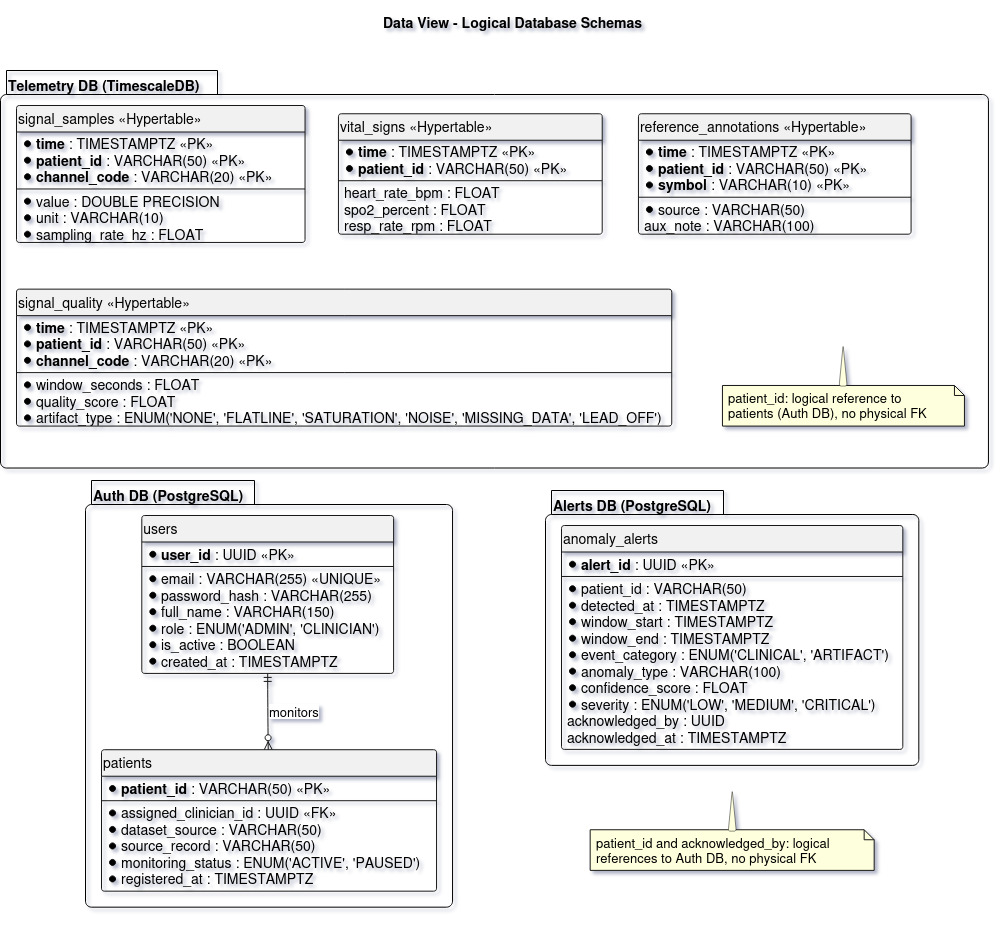 Data View - Logical Database Schemas
Telemetry DB (TimescaleDB)
signal_samples «Hypertable»
time : TIMESTAMPTZ «PK»
patient_id : VARCHAR(50) «PK»
channel_code : VARCHAR(20) «PK»
value : DOUBLE PRECISION
unit : VARCHAR(10)
sampling_rate_hz : FLOAT
vital_signs «Hypertable»
time : TIMESTAMPTZ «PK»
patient_id : VARCHAR(50) «PK»
heart_rate_bpm : FLOAT
spo2_percent : FLOAT
resp_rate_rpm : FLOAT
reference_annotations «Hypertable»
time : TIMESTAMPTZ «PK»
patient_id : VARCHAR(50) «PK»
symbol : VARCHAR(10) «PK»
source : VARCHAR(50)
aux_note : VARCHAR(100)
signal_quality «Hypertable»
time : TIMESTAMPTZ «PK»
patient_id : VARCHAR(50) «PK»
channel_code : VARCHAR(20) «PK»
window_seconds : FLOAT
quality_score : FLOAT
artifact_type : ENUM('NONE', 'FLATLINE', 'SATURATION', 'NOISE', 'MISSING_DATA', 'LEAD_OFF')
patient_id: logical reference to
patients (Auth DB), no physical FK
Auth DB (PostgreSQL)
users
user_id : UUID «PK»
email : VARCHAR(255) «UNIQUE»
password_hash : VARCHAR(255)
full_name : VARCHAR(150)
role : ENUM('ADMIN', 'CLINICIAN')
is_active : BOOLEAN
created_at : TIMESTAMPTZ
monitors
patients
patient_id : VARCHAR(50) «PK»
assigned_clinician_id : UUID «FK»
dataset_source : VARCHAR(50)
source_record : VARCHAR(50)
monitoring_status : ENUM('ACTIVE', 'PAUSED')
registered_at : TIMESTAMPTZ
Alerts DB (PostgreSQL)
anomaly_alerts
alert_id : UUID «PK»
patient_id : VARCHAR(50)
detected_at : TIMESTAMPTZ
window_start : TIMESTAMPTZ
window_end : TIMESTAMPTZ
event_category : ENUM('CLINICAL', 'ARTIFACT')
anomaly_type : VARCHAR(100)
confidence_score : FLOAT
severity : ENUM('LOW', 'MEDIUM', 'CRITICAL')
acknowledged_by : UUID
acknowledged_at : TIMESTAMPTZ
patient_id and acknowledged_by: logical
references to Auth DB, no physical FK